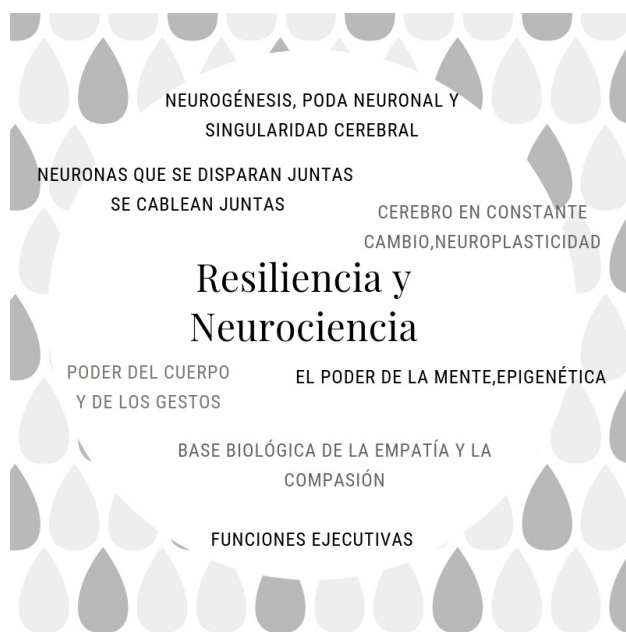 NEUROGÉNESIS, PODA NEURONAL Y
SINGULARIDAD CEREBRAL
NEURONAS QUE SE DISPARAN JUNTAS
SE CABLEAN JUNTAS
CEREBRO EN CONSTANTE
CAMBIO,NEUROPLASTICIDAD
Resiliencia y
Neurociencia
PODER DEL CUERPO
Y DE LOS GESTOS
EL PODER DE LA MENTE,EPIGENÉTICA
BASE BIOLÓGICA DE LA EMPATÍA Y LA
COMPASIÓN
FUNCIONES EJECUTIVAS